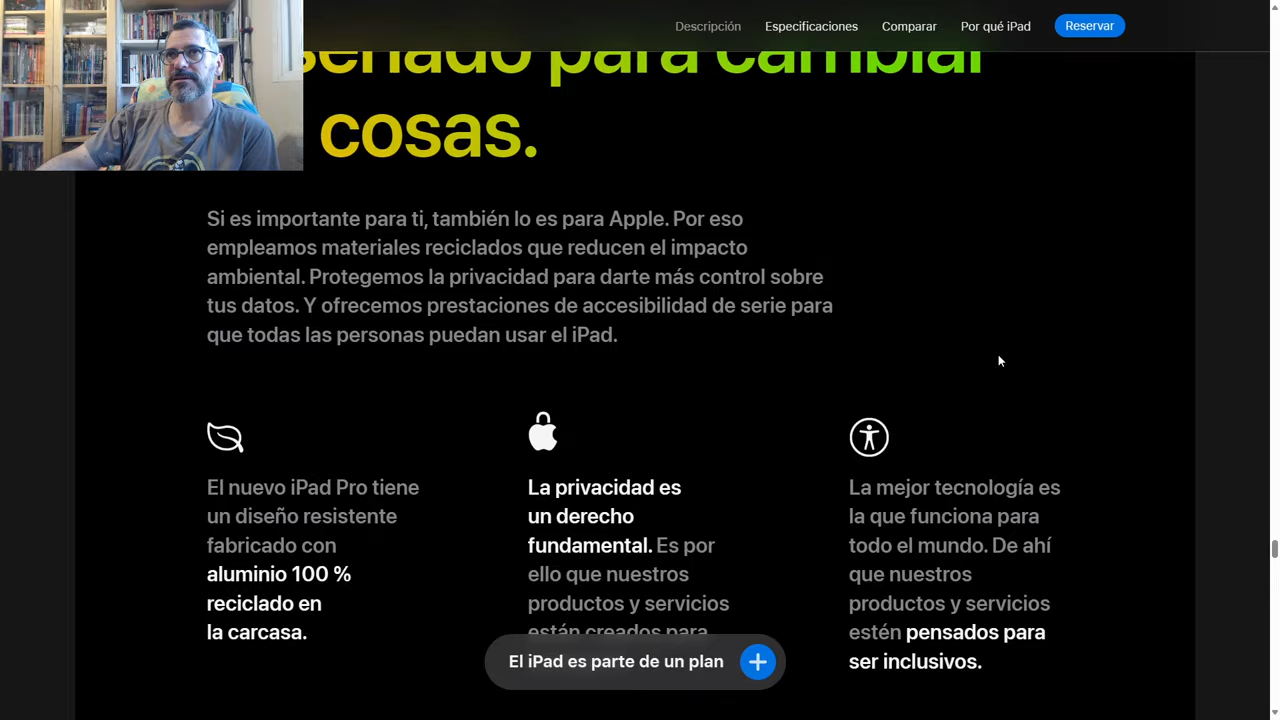 Descripción Especificaciones Comparar Por qué iPad Reservar
para cambiar
cosas.
Si es importante para ti, también lo es para Apple. Por eso
empleamos materiales reciclados que reducen el impacto
ambiental. Protegemos la privacidad para darte más control sobre
tus datos. Y ofrecemos prestaciones de accesibilidad de serie para
que todas las personas puedan usar el iPad.
El nuevo iPad Pro tiene
un diseño resistente
fabricado con
aluminio 100 %
reciclado en
la carcasa.
La privacidad es
un derecho
fundamental. Es por
ello que nuestros
productos y servicios
están creados para
La mejor tecnología es
la que funciona para
todo el mundo. De ahí
que nuestros
productos y servicios
estén pensados para
ser inclusivos.
El iPad es parte de un plan